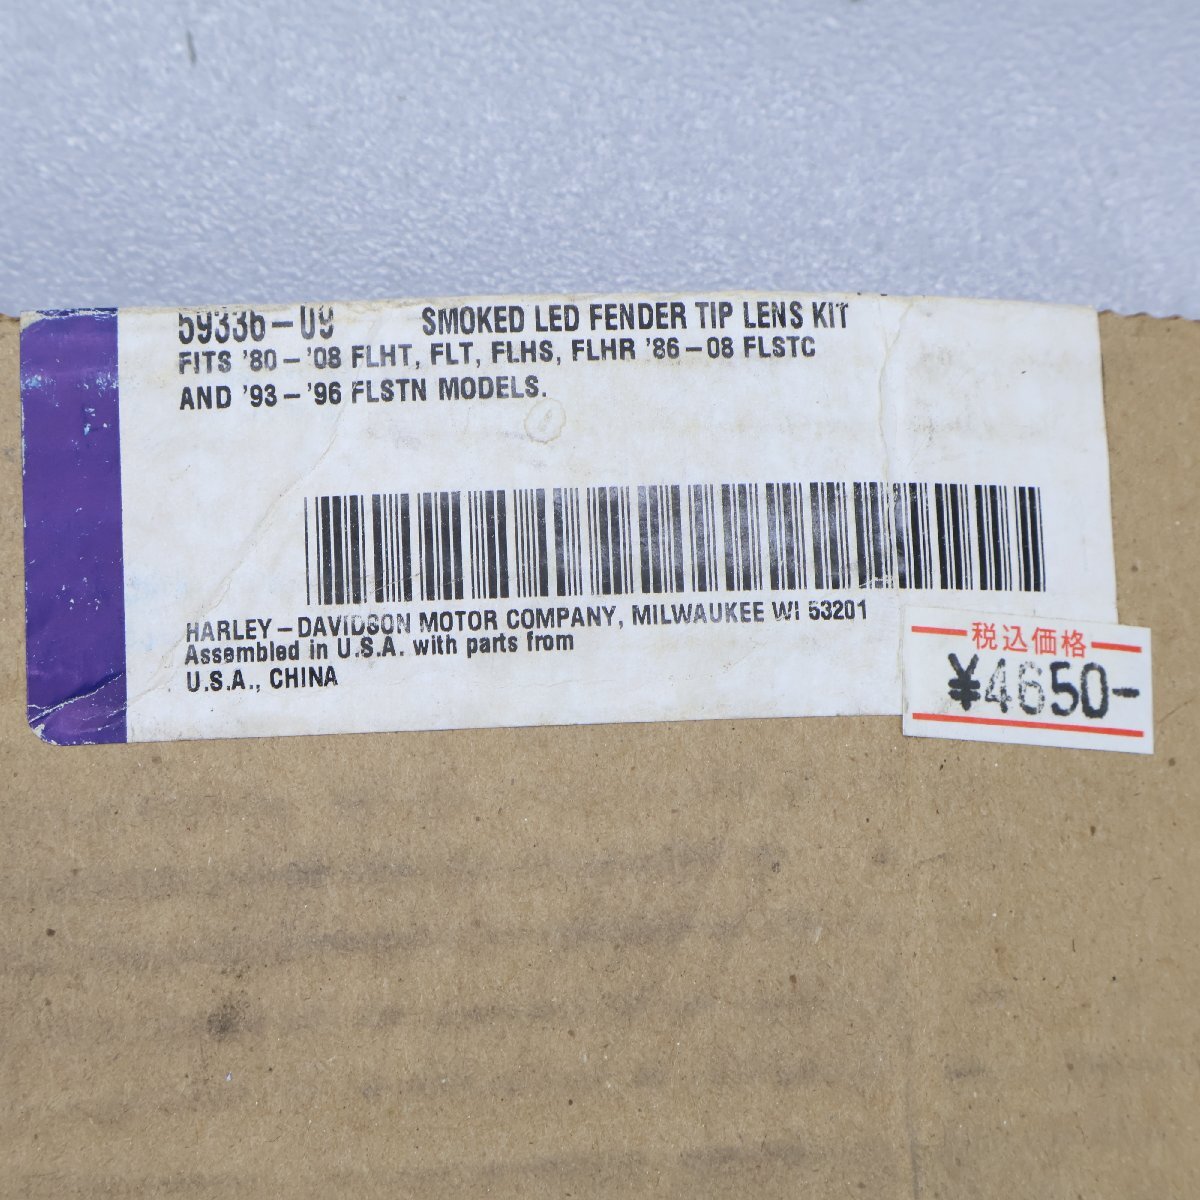 59336-09 SMOKED LED FENDER TIP LENS KIT
FITS '80-'08 FLHT, FLT, FLHS, FLHR '86-08 FLSTC
AND '93-'96 FLSTN MODELS.
HARLEY-DAVIDSON MOTOR COMPANY, MILWAUKEE WI 53201
Assembled in U.S.A. with parts from
U.S.A., CHINA
税込価格
¥4650-